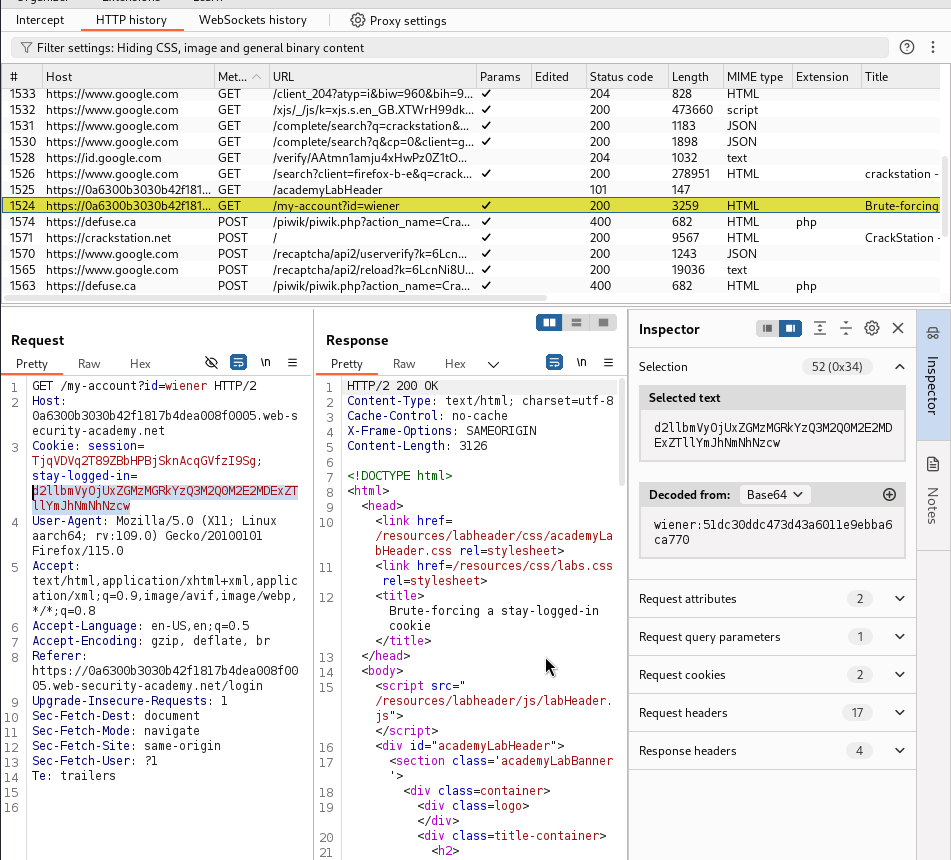 Intercept HTTP history WebSockets history Proxy settings
Filter settings: Hiding CSS, image and general binary content
# Host Met... URL Params Edited Status code Length MIME type Extension Title
1533 https://www.google.com GET /client_204?atyp=i&biw=960&bih=9... ✓ 204 828 HTML
1532 https://www.google.com GET /xjs/_/js/k=xjs.s.en_GB.XTWrH99dk... ✓ 200 473660 script
1531 https://www.google.com GET /complete/search?q=crackstation&... ✓ 200 1183 JSON
1530 https://www.google.com GET /complete/search?q&cp=0&client=g... ✓ 200 1898 JSON
1528 https://id.google.com GET /verify/AAtmn1amju4xHwPz0Z1tO... 204 1032 text
1526 https://www.google.com GET /search?client=firefox-b-e&q=crack... ✓ 200 278951 HTML crackstation -
1525 https://0a6300b3030b42f181... GET /academyLabHeader 101 147
1524 https://0a6300b3030b42f181... GET /my-account?id=wiener ✓ 200 3259 HTML Brute-forcing
1574 https://defuse.ca POST /piwik/piwik.php?action_name=Cra... ✓ 400 682 HTML php
1571 https://crackstation.net POST / ✓ 200 9567 HTML CrackStation -
1570 https://www.google.com POST /recaptcha/api2/userverify?k=6Lcn... ✓ 200 1243 JSON
1565 https://www.google.com POST /recaptcha/api2/reload?k=6LcnNi8U... ✓ 200 19036 text
1563 https://defuse.ca POST /piwik/piwik.php?action_name=Cra... ✓ 400 682 HTML php
Request
Pretty Raw Hex \n
1 GET /my-account?id=wiener HTTP/2
2 Host:
0a6300b3030b42f1817b4dea008f0005.web-s
ecurity-academy.net
3 Cookie: session=
TjqVDVq2T89ZBbHPBjSknAcqGVfzI9Sg;
stay-logged-in=
d2llbmVyOjUxZGMzMGRkYzQ3M2Q0M2E2MDExZT
llYmJhNmNhNzcw
4 User-Agent: Mozilla/5.0 (X11; Linux
aarch64; rv:109.0) Gecko/20100101
Firefox/115.0
5 Accept:
text/html,application/xhtml+xml,applic
ation/xml;q=0.9,image/avif,image/webp,
*/*;q=0.8
6 Accept-Language: en-US,en;q=0.5
7 Accept-Encoding: gzip, deflate, br
8 Referer:
https://0a6300b3030b42f1817b4dea008f00
05.web-security-academy.net/login
9 Upgrade-Insecure-Requests: 1
10 Sec-Fetch-Dest: document
11 Sec-Fetch-Mode: navigate
12 Sec-Fetch-Site: same-origin
13 Sec-Fetch-User: ?1
14 Te: trailers
15
16
Response
Pretty Raw Hex \n
1 HTTP/2 200 OK
2 Content-Type: text/html; charset=utf-8
3 Cache-Control: no-cache
4 X-Frame-Options: SAMEORIGIN
5 Content-Length: 3126
6
7 <!DOCTYPE html>
8 <html>
9 <head>
10 <link href=
/resources/labheader/css/academyLa
bHeader.css rel=stylesheet>
11 <link href=/resources/css/labs.css
rel=stylesheet>
12 <title>
Brute-forcing a stay-logged-in
cookie
</title>
13 </head>
14 <body>
15 <script src="
/resources/labheader/js/labHeader.
js">
</script>
16 <div id="academyLabHeader">
17 <section class='academyLabBanner
'>
18 <div class=container>
19 <div class=logo>
</div>
20 <div class=title-container>
21 <h2>
Inspector
Selection 52 (0x34)
Selected text
d2llbmVyOjUxZGMzMGRkYzQ3M2Q0M2E2MD
ExZTllYmJhNmNhNzcw
Decoded from: Base64
wiener:51dc30ddc473d43a6011e9ebba6
ca770
Request attributes 2
Request query parameters 1
Request cookies 2
Request headers 17
Response headers 4
Inspector
Notes